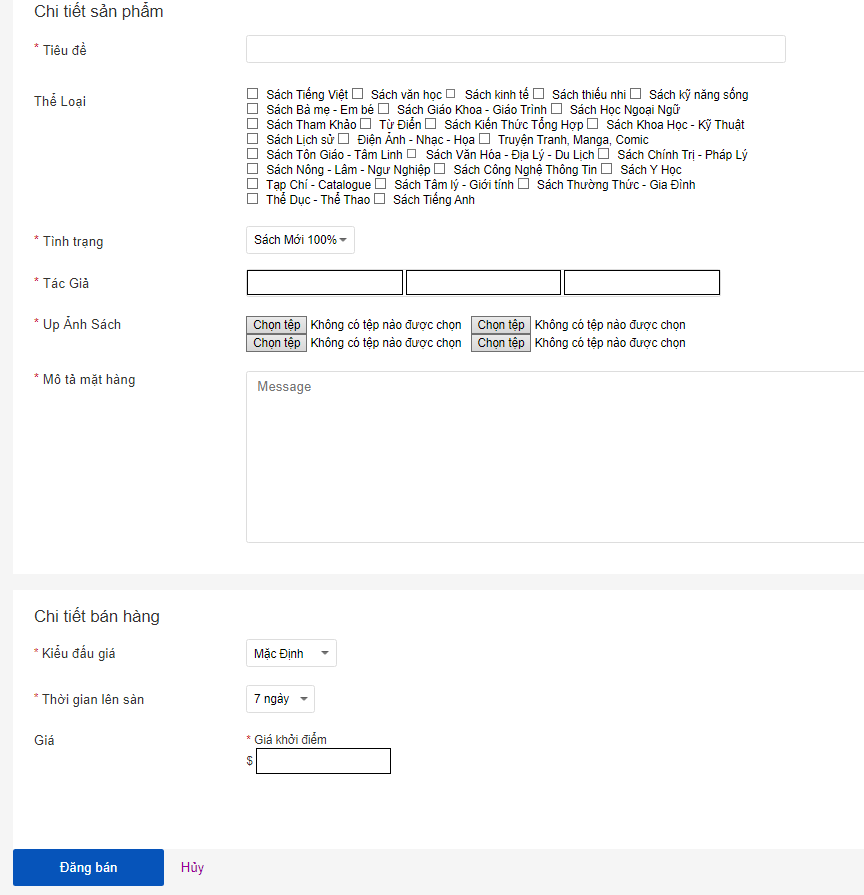 Chi tiết sản phẩm
* Tiêu đề
Thể Loại
Sách Tiếng Việt Sách văn học Sách kinh tế Sách thiếu nhi Sách kỹ năng sống
Sách Bà mẹ - Em bé Sách Giáo Khoa - Giáo Trình Sách Học Ngoại Ngữ
Sách Tham Khảo Từ Điển Sách Kiến Thức Tổng Hợp Sách Khoa Học - Kỹ Thuật
Sách Lịch sử Điện Ảnh - Nhạc - Họa Truyện Tranh, Manga, Comic
Sách Tôn Giáo - Tâm Linh Sách Văn Hóa - Địa Lý - Du Lịch Sách Chính Trị - Pháp Lý
Sách Nông - Lâm - Ngư Nghiệp Sách Công Nghệ Thông Tin Sách Y Học
Tạp Chí - Catalogue Sách Tâm lý - Giới tính Sách Thường Thức - Gia Đình
Thể Dục - Thể Thao Sách Tiếng Anh
* Tình trạng Sách Mới 100%
* Tác Giả
* Up Ảnh Sách Chọn tệp Không có tệp nào được chọn Chọn tệp Không có tệp nào được chọn
Chọn tệp Không có tệp nào được chọn Chọn tệp Không có tệp nào được chọn
* Mô tả mặt hàng
Message
Chi tiết bán hàng
* Kiểu đấu giá Mặc Định
* Thời gian lên sàn 7 ngày
Giá * Giá khởi điểm
$
Đăng bán Hủy